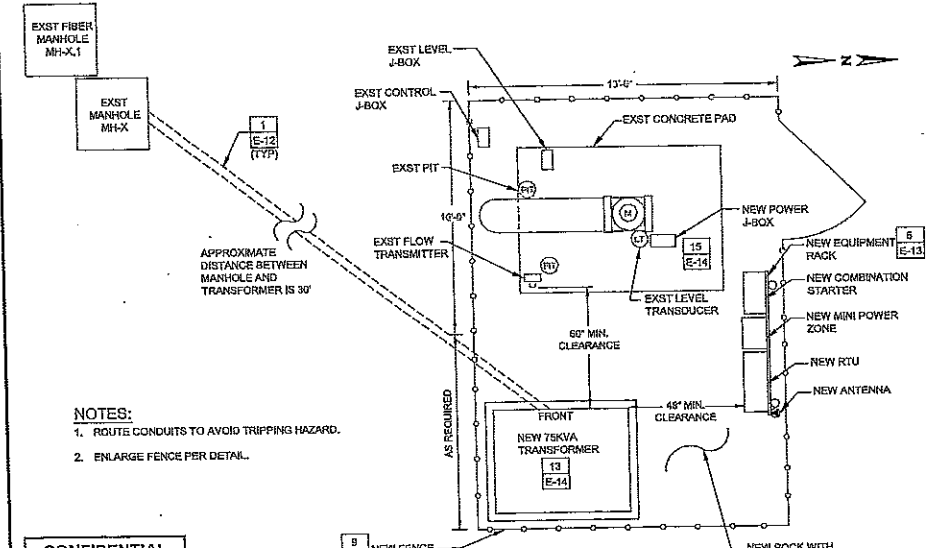 EXST FIBER
MANHOLE
MH-X.1
EXST
MANHOLE
MH-X
1
E-12
(TYP)
EXST LEVEL
J-BOX
EXST CONTROL
J-BOX
13'-6"
Z
EXST CONCRETE PAD
EXST PIT
PIT
M
LT
NEW POWER
J-BOX
15
E-14
EXST FLOW
TRANSMITTER
EXST LEVEL
TRANSDUCER
NEW EQUIPMENT
RACK
E-13
NEW COMBINATION
STARTER
NEW MINI POWER
ZONE
NEW RTU
NEW ANTENNA
APPROXIMATE
DISTANCE BETWEEN
MANHOLE AND
TRANSFORMER IS 30'
60" MIN.
CLEARANCE
48" MIN.
CLEARANCE
AS REQUIRED
FRONT
NEW 75KVA
TRANSFORMER
13
E-14
NOTES:
1. ROUTE CONDUITS TO AVOID TRIPPING HAZARD.
2. ENLARGE FENCE PER DETAIL.
CONFIDENTIAL
9
NEW FENCE
NEW ROCK WITH